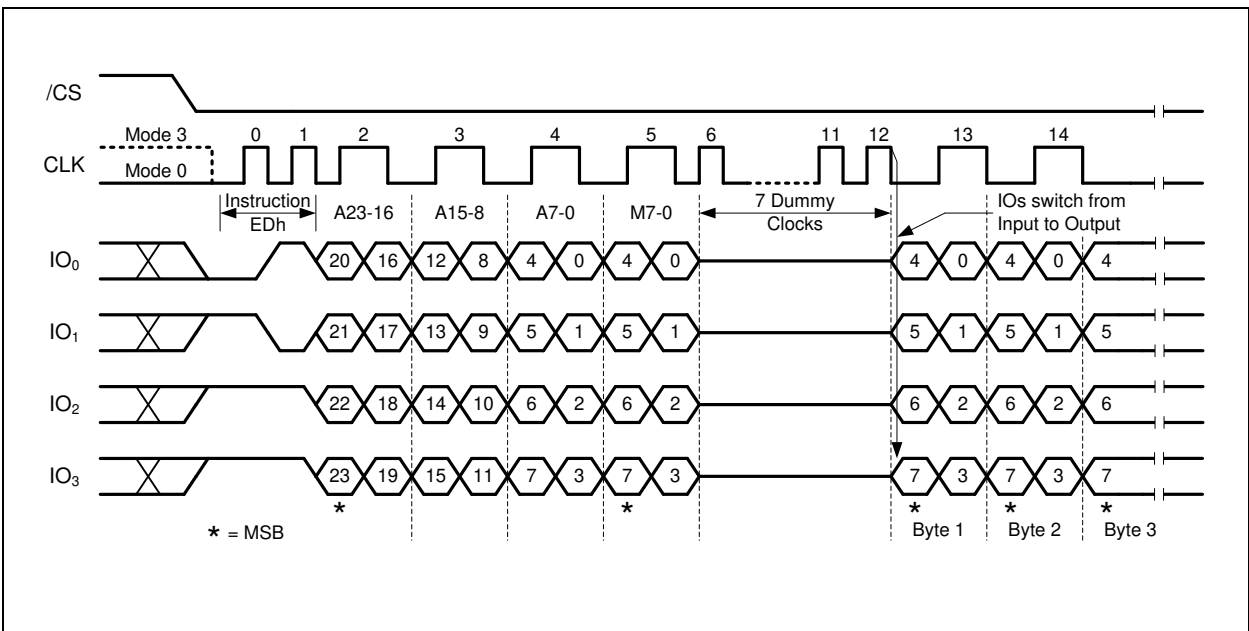 /CS
Mode 3 0 1 2 3 4 5 6 11 12 13 14
CLK
Mode 0
Instruction
EDh
A23-16 A15-8 A7-0 M7-0
7 Dummy
Clocks
IOs switch from
Input to Output
IO₀ 20 16 12 8 4 0 4 0 4 0 4 0 4
IO₁ 21 17 13 9 5 1 5 1 5 1 5 1 5
IO₂ 22 18 14 10 6 2 6 2 6 2 6 2 6
IO₃ 23 19 15 11 7 3 7 3 7 3 7 3 7
* * * * *
* = MSB
Byte 1 Byte 2 Byte 3